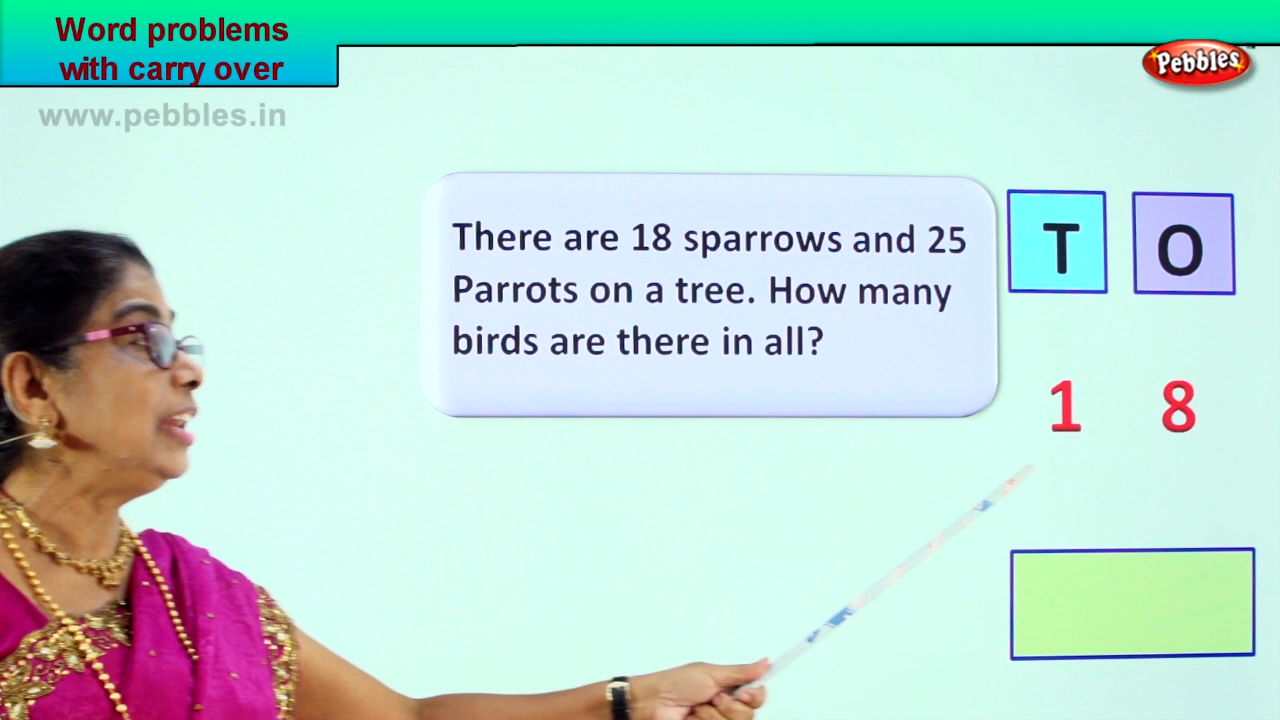 Word problems
with carry over
www.pebbles.in
Pebbles
There are 18 sparrows and 25
Parrots on a tree. How many
birds are there in all?
T O
1 8